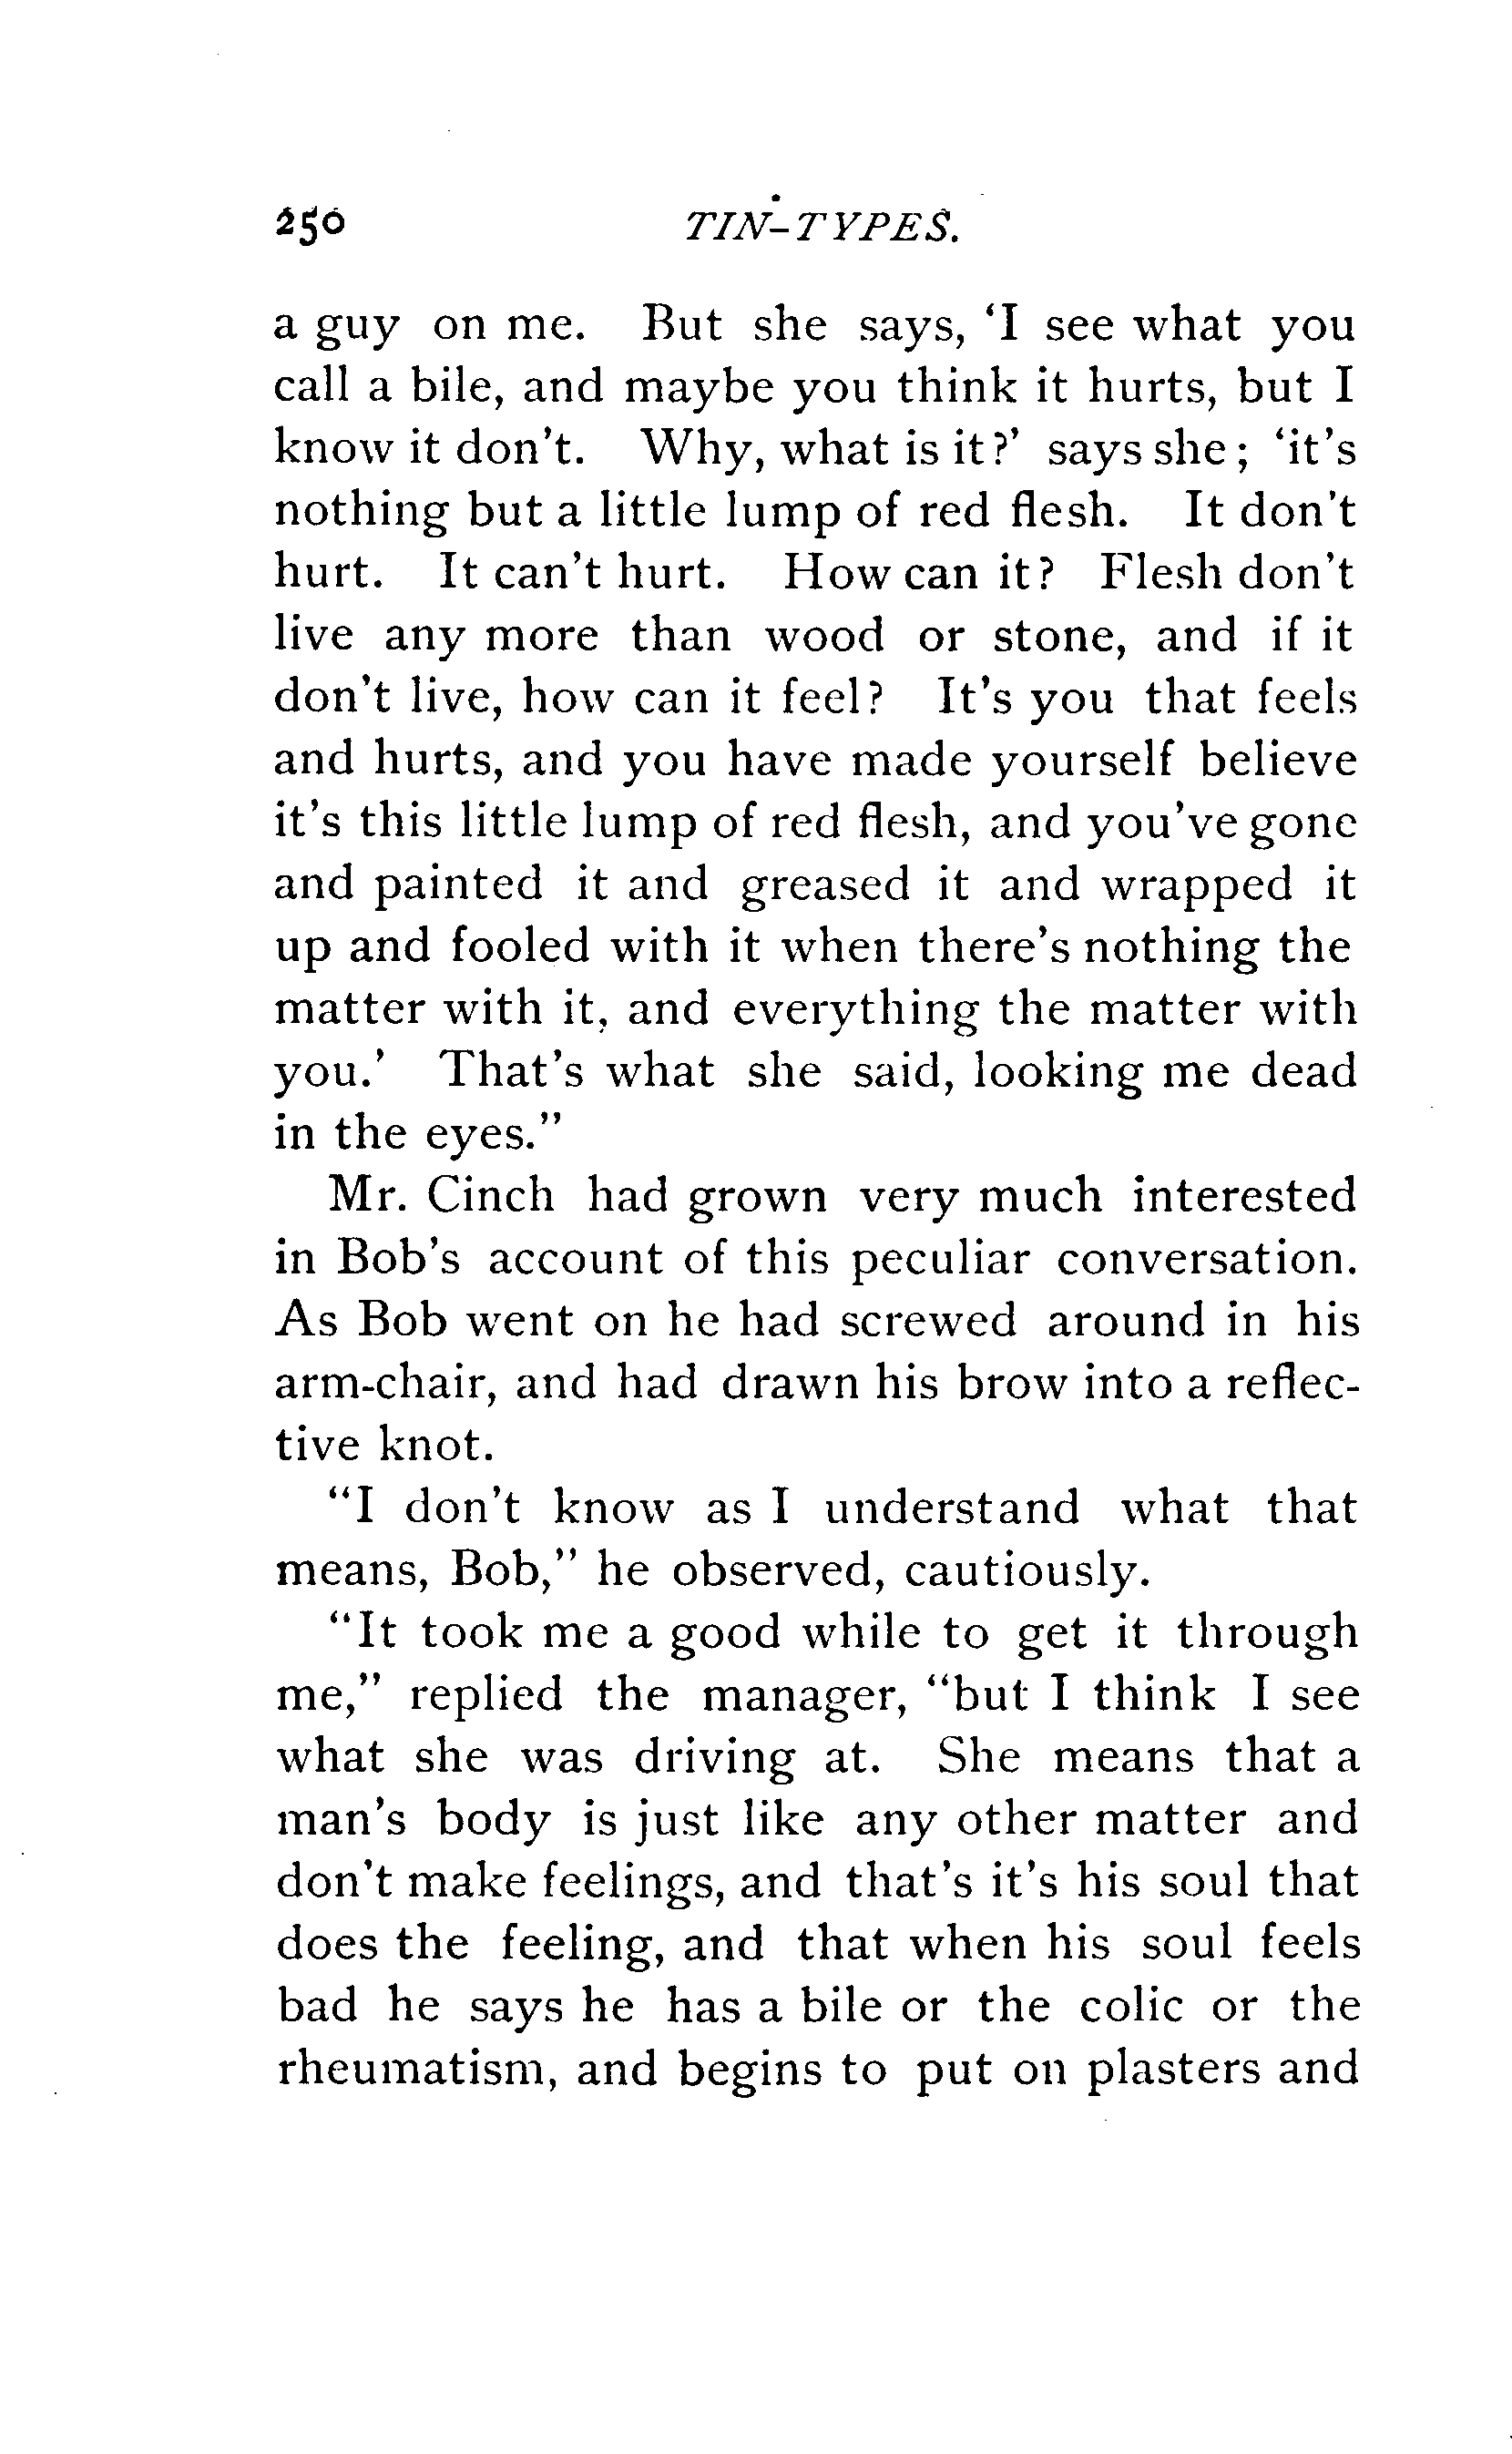 250 TIN-TYPES.
a guy on me. But she says, 'I see what you
call a bile, and maybe you think it hurts, but I
know it don't. Why, what is it?' says she; 'it's
nothing but a little lump of red flesh. It don't
hurt. It can't hurt. How can it? Flesh don't
live any more than wood or stone, and if it
don't live, how can it feel? It's you that feels
and hurts, and you have made yourself believe
it's this little lump of red flesh, and you've gone
and painted it and greased it and wrapped it
up and fooled with it when there's nothing the
matter with it, and everything the matter with
you.' That's what she said, looking me dead
in the eyes."
Mr. Cinch had grown very much interested
in Bob's account of this peculiar conversation.
As Bob went on he had screwed around in his
arm-chair, and had drawn his brow into a reflec-
tive knot.
"I don't know as I understand what that
means, Bob," he observed, cautiously.
"It took me a good while to get it through
me," replied the manager, "but I think I see
what she was driving at. She means that a
man's body is just like any other matter and
don't make feelings, and that's it's his soul that
does the feeling, and that when his soul feels
bad he says he has a bile or the colic or the
rheumatism, and begins to put on plasters and